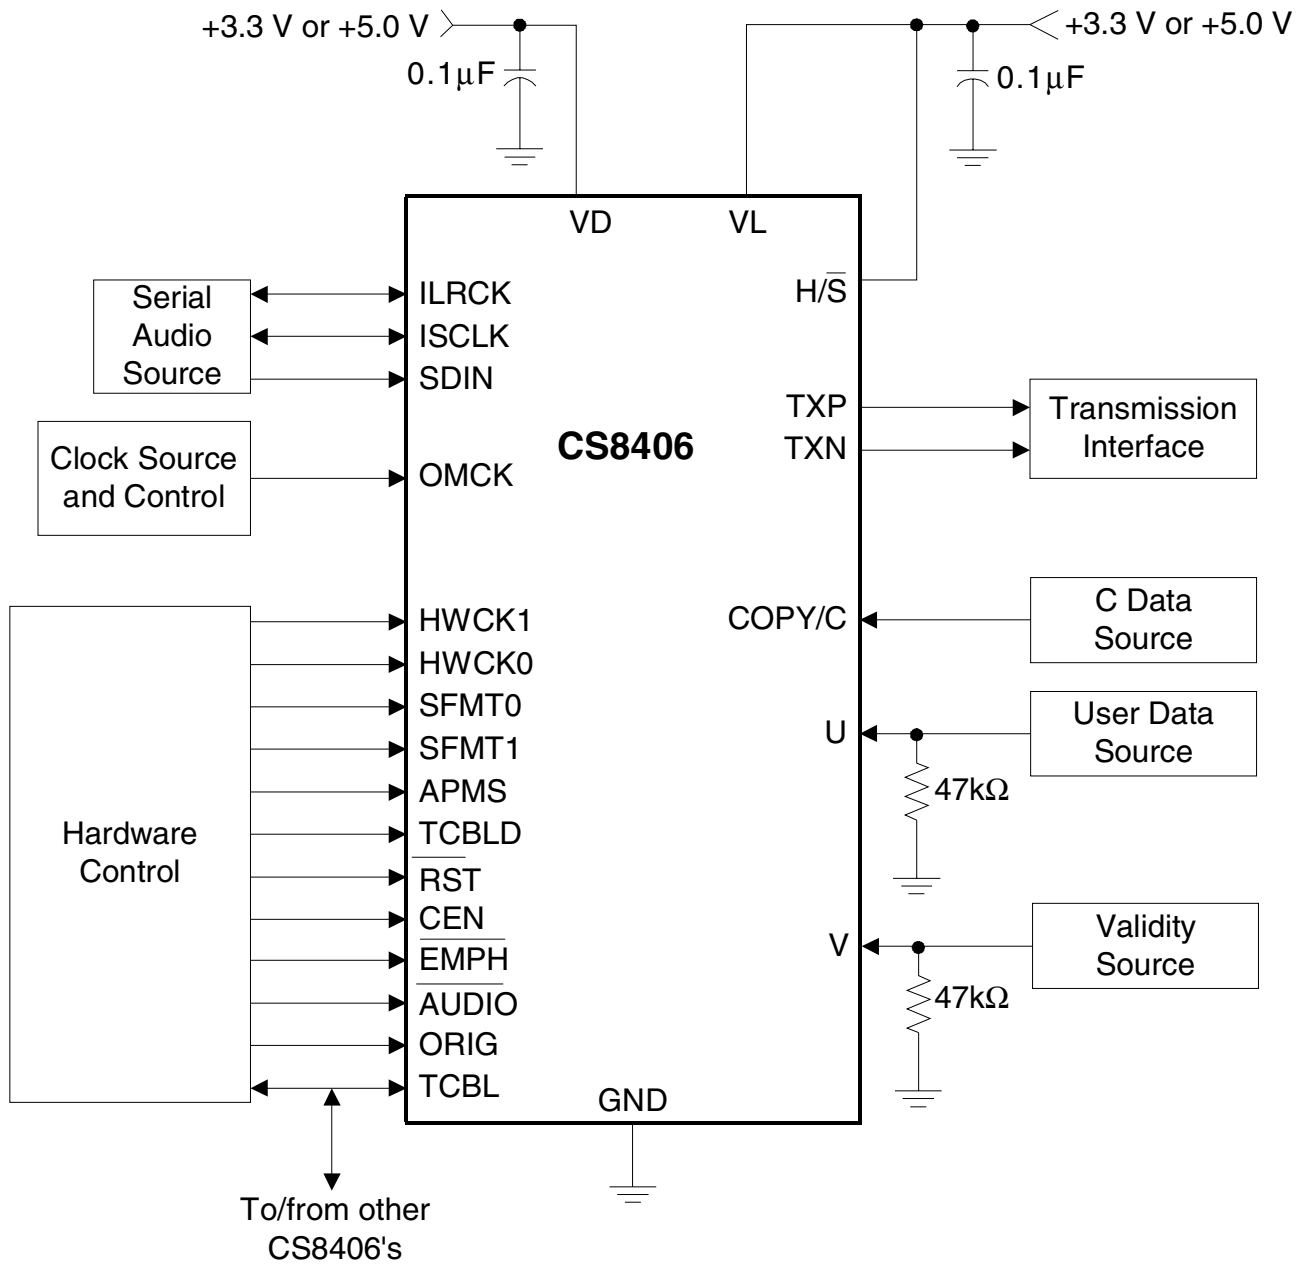 +3.3 V or +5.0 V
+3.3 V or +5.0 V
0.1µF
0.1µF
VD
VL
H/S̅
Serial
Audio
Source
ILRCK
ISCLK
SDIN
TXP
TXN
Transmission
Interface
CS8406
Clock Source
and Control
OMCK
COPY/C
C Data
Source
U
User Data
Source
47kΩ
V
Validity
Source
47kΩ
Hardware
Control
HWCK1
HWCK0
SFMT0
SFMT1
APMS
TCBLD
R̅S̅T̅
CEN
E̅M̅P̅H̅
A̅U̅D̅I̅O̅
ORIG
TCBL
GND
To/from other
CS8406's